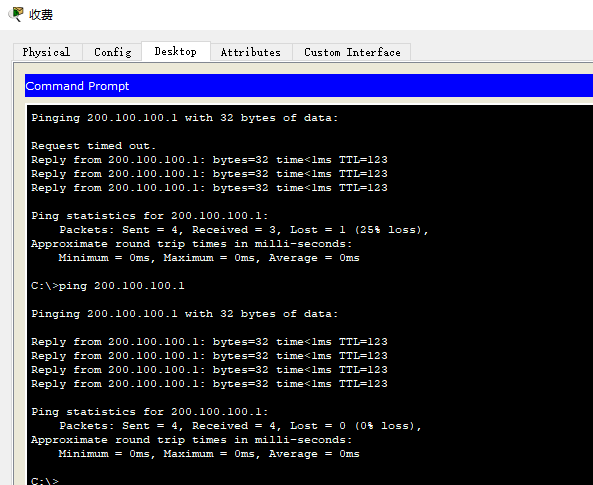 收费
Physical Config Desktop Attributes Custom Interface
Command Prompt
Pinging 200.100.100.1 with 32 bytes of data:
Request timed out.
Reply from 200.100.100.1: bytes=32 time<1ms TTL=123
Reply from 200.100.100.1: bytes=32 time<1ms TTL=123
Reply from 200.100.100.1: bytes=32 time<1ms TTL=123
Ping statistics for 200.100.100.1:
Packets: Sent = 4, Received = 3, Lost = 1 (25% loss),
Approximate round trip times in milli-seconds:
Minimum = 0ms, Maximum = 0ms, Average = 0ms
C:\>ping 200.100.100.1
Pinging 200.100.100.1 with 32 bytes of data:
Reply from 200.100.100.1: bytes=32 time<1ms TTL=123
Reply from 200.100.100.1: bytes=32 time<1ms TTL=123
Reply from 200.100.100.1: bytes=32 time<1ms TTL=123
Reply from 200.100.100.1: bytes=32 time<1ms TTL=123
Ping statistics for 200.100.100.1:
Packets: Sent = 4, Received = 4, Lost = 0 (0% loss),
Approximate round trip times in milli-seconds:
Minimum = 0ms, Maximum = 0ms, Average = 0ms
C:\>